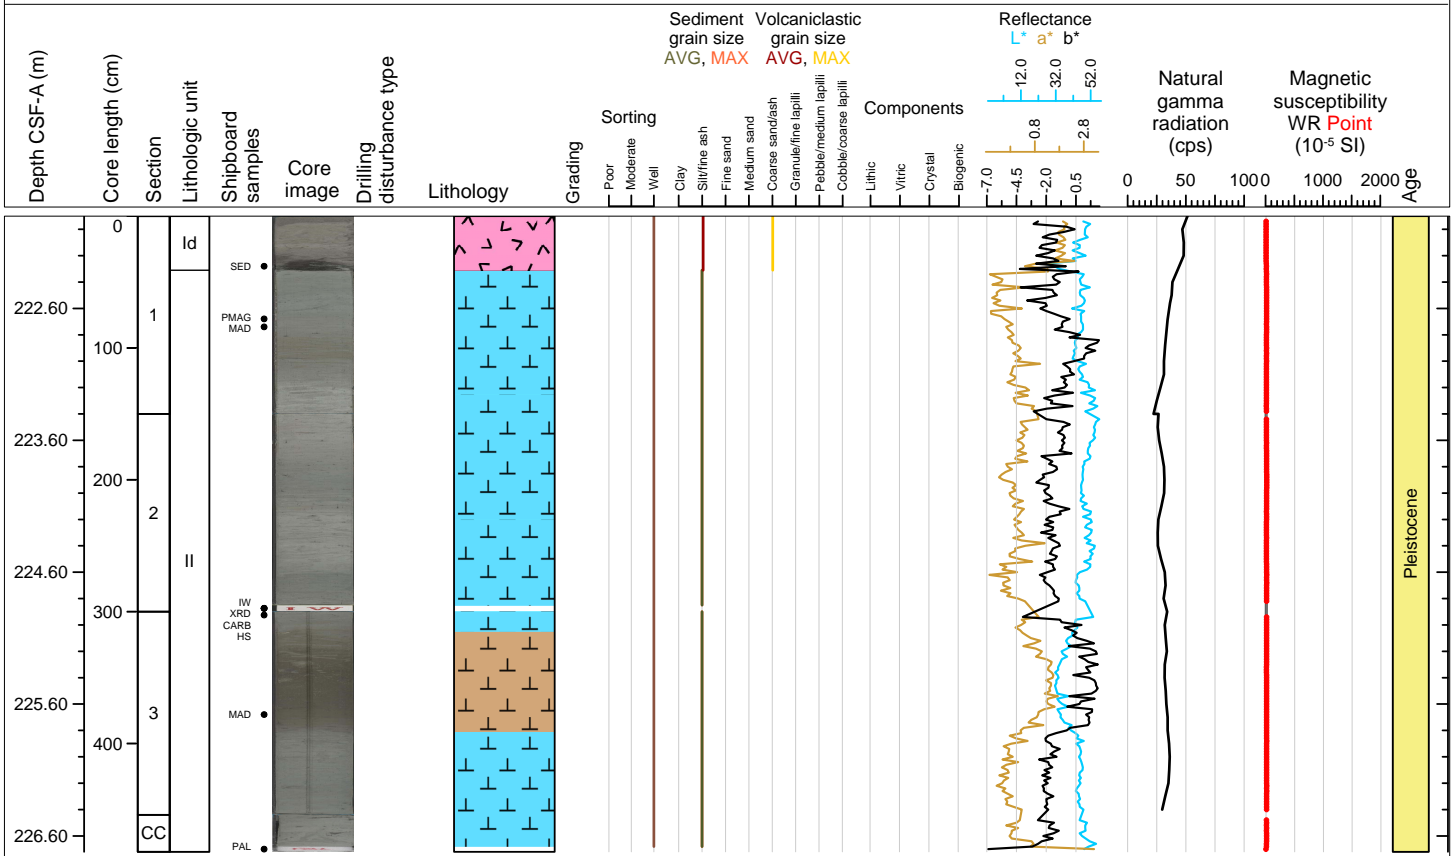 Depth CSF-A (m)
Core length (cm)
Section
Lithologic unit
Shipboard
samples
Core
image
Drilling
disturbance type
Lithology
Grading
Sorting
Poor
Moderate
Well
Sediment
grain size
AVG, MAX
Volcaniclastic
grain size
AVG, MAX
Clay
Silt/fine ash
Fine sand
Medium sand
Coarse sand/ash
Granule/fine lapilli
Pebble/medium lapilli
Cobble/coarse lapilli
Components
Lithic
Vitric
Crystal
Biogenic
Reflectance
L* a* b*
12.0 32.0 52.0
0.8 2.8
-7.0 -4.5 -2.0 0.5
Natural
gamma
radiation
(cps)
0 50 100
Magnetic
susceptibility
WR Point
(10⁻⁵ SI)
0 1000 2000
Age
0
100
200
300
400
222.60
223.60
224.60
225.60
226.60
1
2
3
CC
Id
II
SED
PMAG
MAD
IW
XRD
CARB
HS
MAD
PAL
IW
Pleistocene